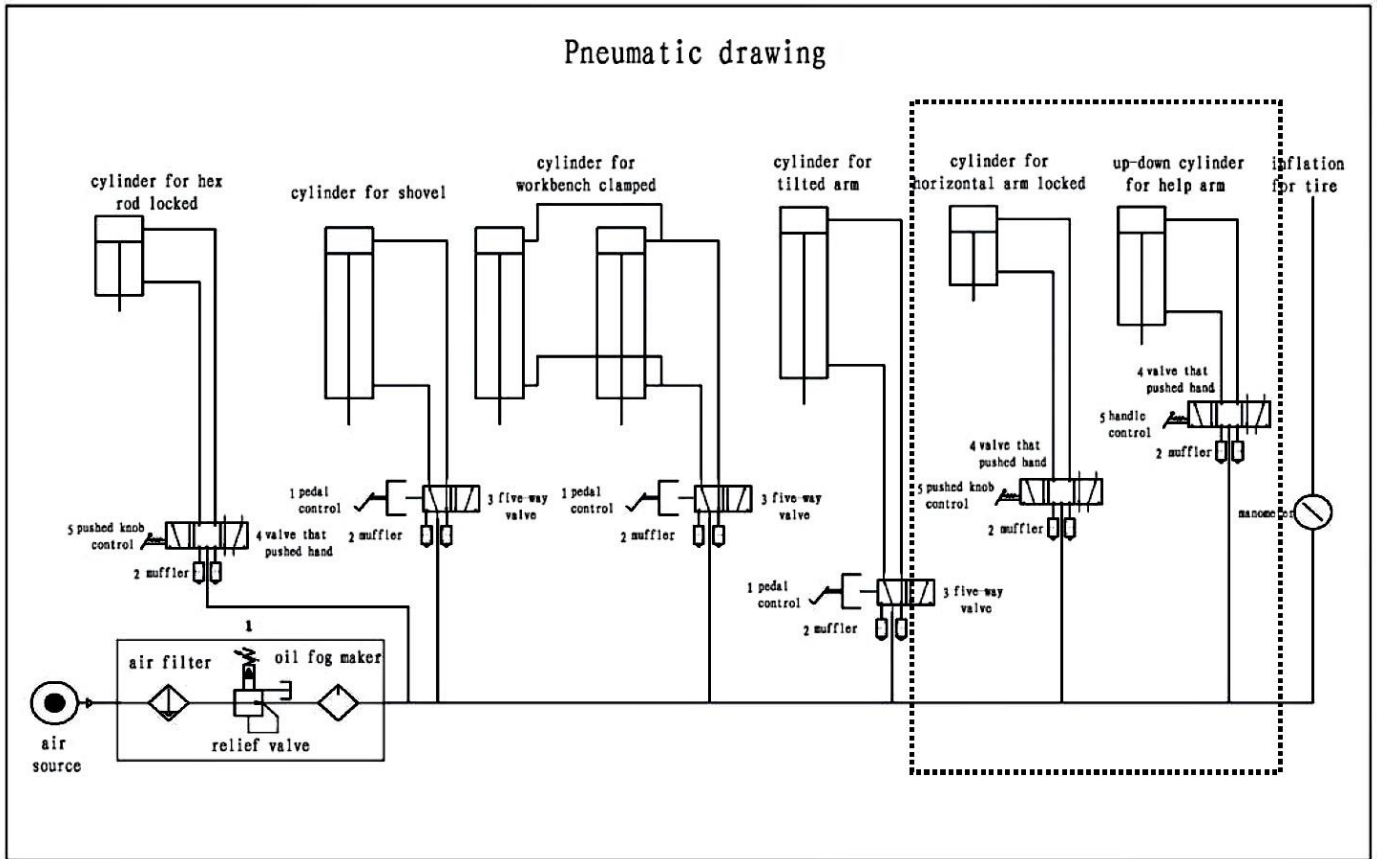 Pneumatic drawing
cylinder for hex
rod locked
cylinder for shovel
cylinder for
workbench clamped
cylinder for
tilted arm
cylinder for
horizontal arm locked
up-down cylinder
for help arm
inflation
for tire
4 valve that
pushed hand
5 handle
control
2 muffler
4 valve that
pushed hand
5 pushed knob
control
2 muffler
manometer
1 pedal
control
3 five-way
valve
2 muffler
1 pedal
control
3 five-way
valve
2 muffler
5 pushed knob
control
4 valve that
pushed hand
2 muffler
1 pedal
control
3 five-way
valve
2 muffler
1
air filter
oil fog maker
relief valve
air
source